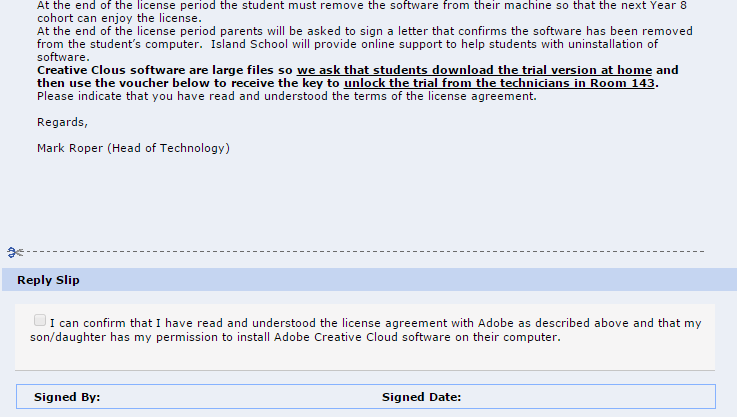 At the end of the license period the student must remove the software from their machine so that the next Year 8
cohort can enjoy the license.
At the end of the license period parents will be asked to sign a letter that confirms the software has been removed
from the student's computer.  Island School will provide online support to help students with uninstallation of
software.
Creative Clous software are large files so we ask that students download the trial version at home and
then use the voucher below to receive the key to unlock the trial from the technicians in Room 143.
Please indicate that you have read and understood the terms of the license agreement.
Regards,
Mark Roper (Head of Technology)
Reply Slip
I can confirm that I have read and understood the license agreement with Adobe as described above and that my
son/daughter has my permission to install Adobe Creative Cloud software on their computer.
Signed By: Signed Date: